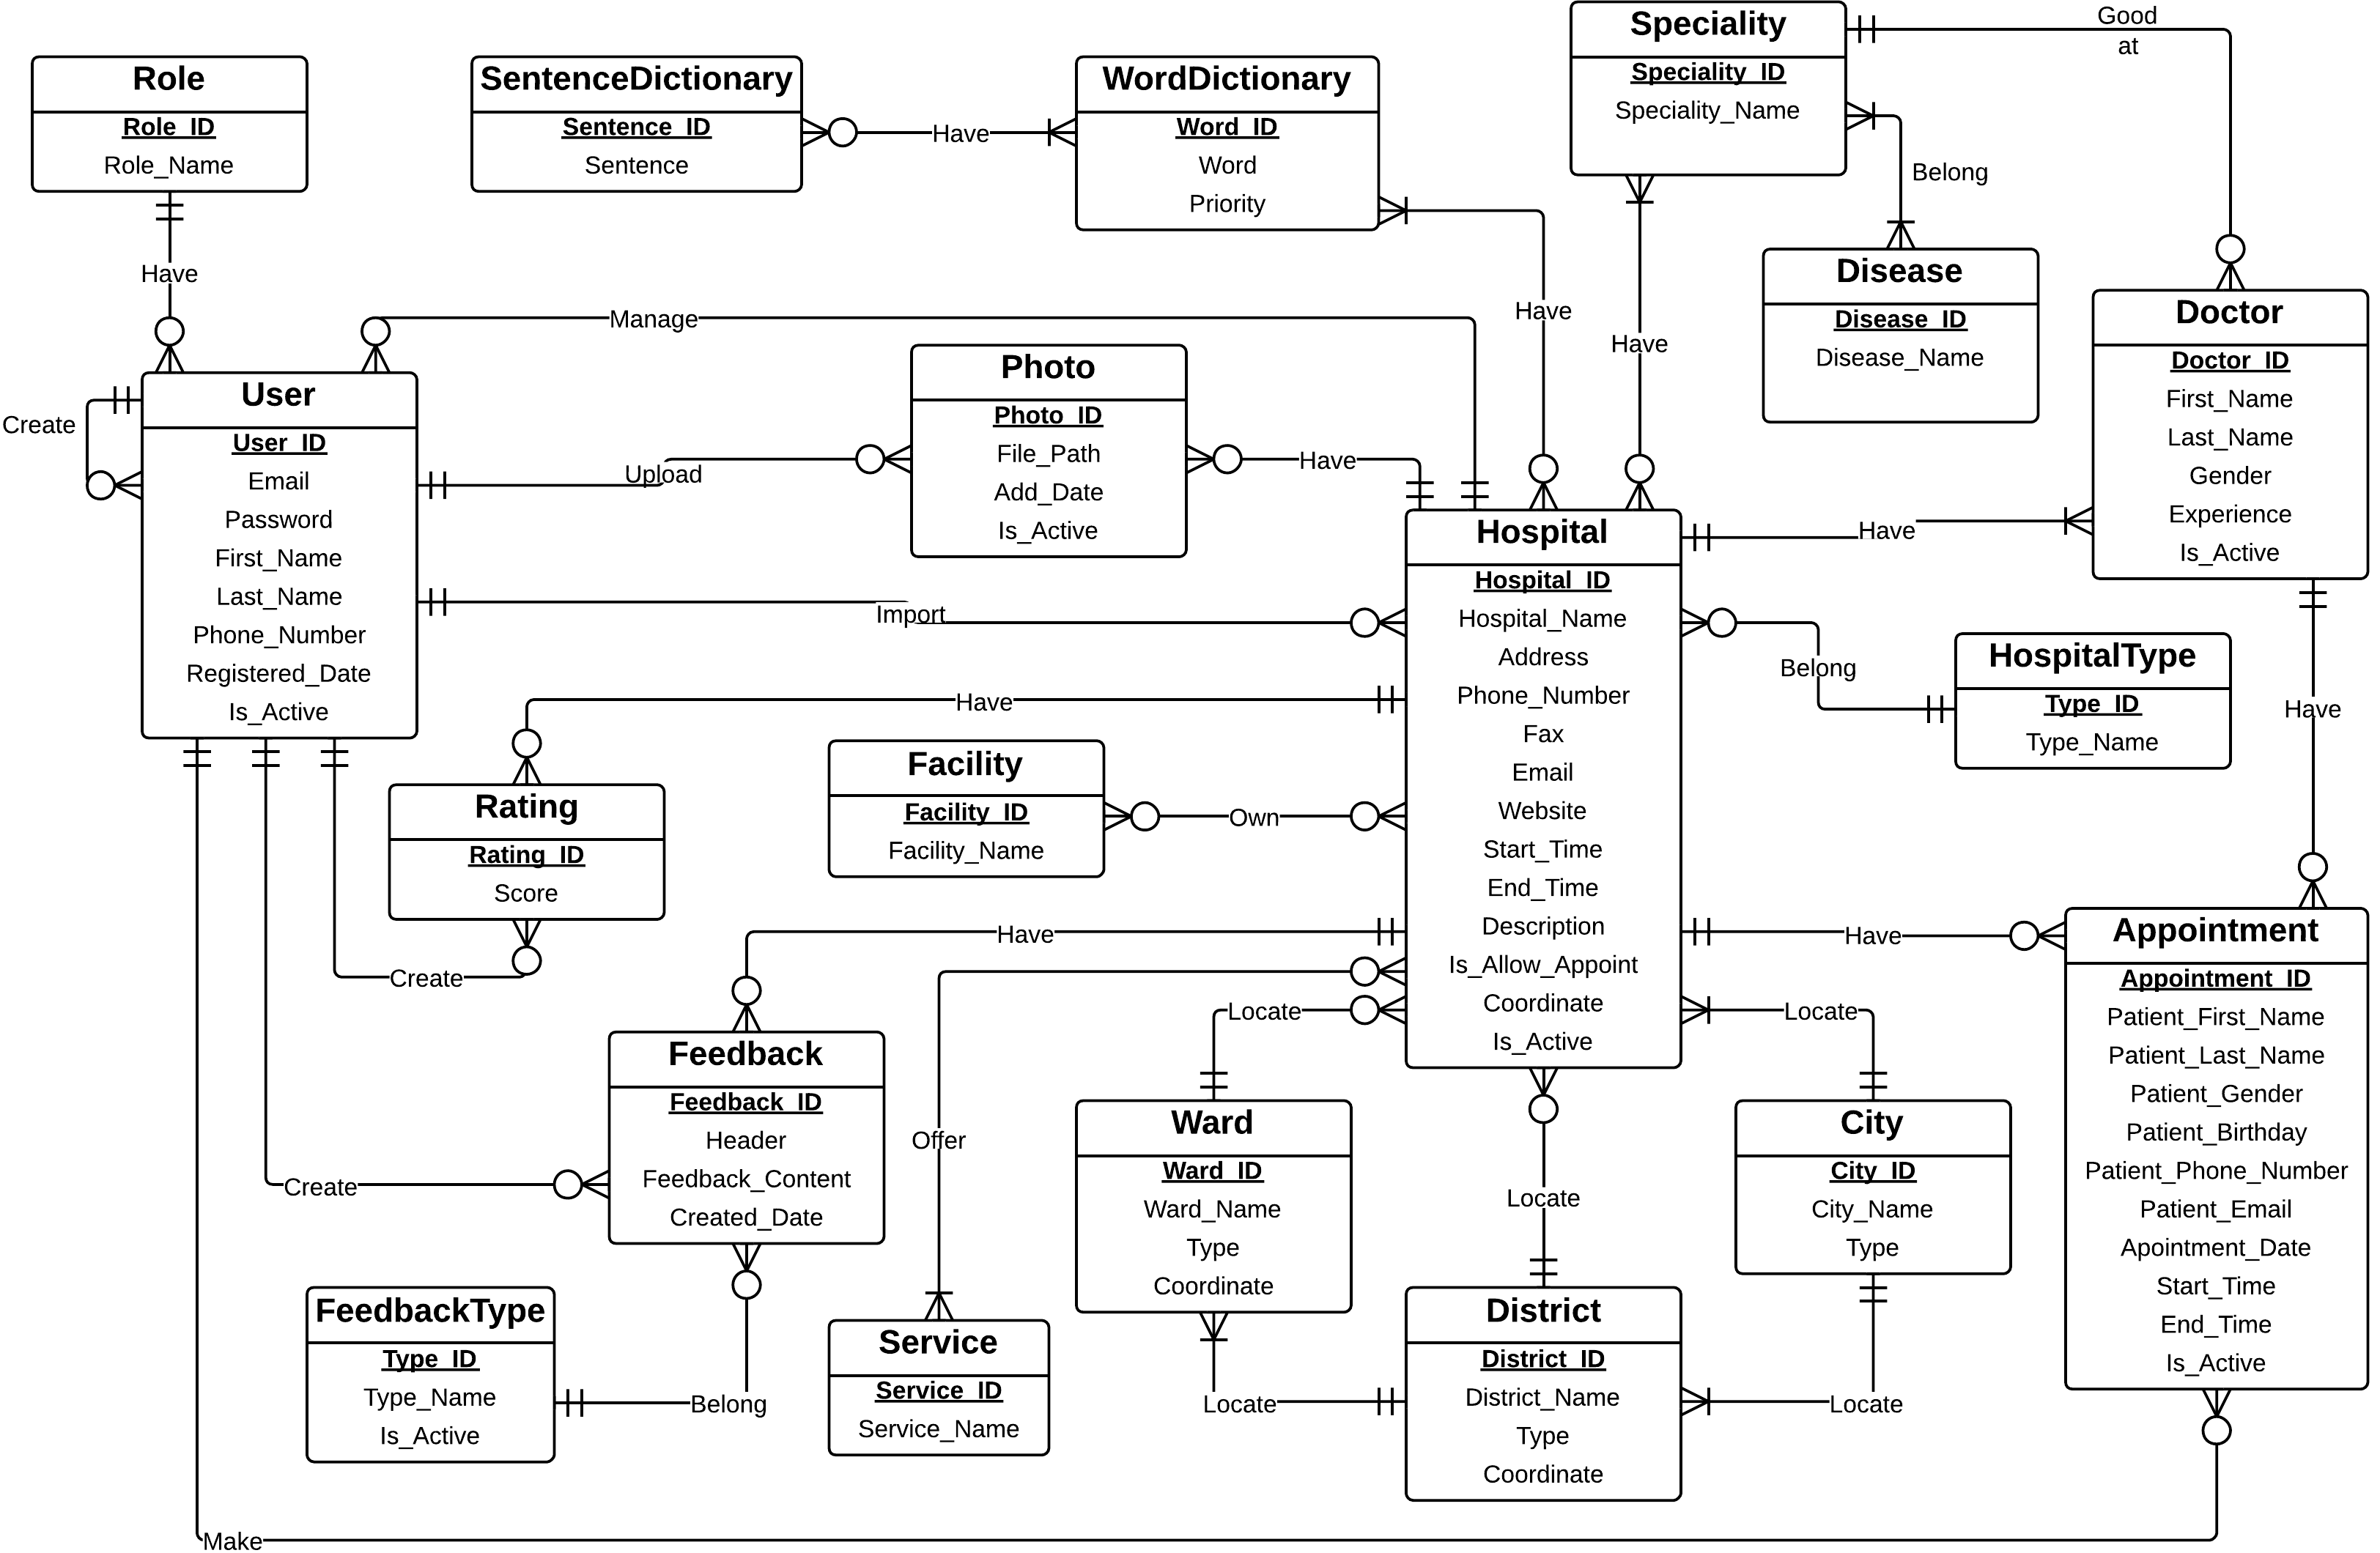 Role
Role_ID
Role_Name
Have
SentenceDictionary
Sentence_ID
Sentence
Have
WordDictionary
Word_ID
Word
Priority
Have
Speciality
Speciality_ID
Speciality_Name
Good
at
Belong
Have
Disease
Disease_ID
Disease_Name
Doctor
Doctor_ID
First_Name
Last_Name
Gender
Experience
Is_Active
Manage
Create
User
User_ID
Email
Password
First_Name
Last_Name
Phone_Number
Registered_Date
Is_Active
Upload
Photo
Photo_ID
File_Path
Add_Date
Is_Active
Have
Import
Hospital
Hospital_ID
Hospital_Name
Address
Phone_Number
Fax
Email
Website
Start_Time
End_Time
Description
Is_Allow_Appoint
Coordinate
Is_Active
Have
Belong
HospitalType
Type_ID
Type_Name
Have
Have
Rating
Rating_ID
Score
Create
Facility
Facility_ID
Facility_Name
Own
Have
Have
Appointment
Appointment_ID
Patient_First_Name
Patient_Last_Name
Patient_Gender
Patient_Birthday
Patient_Phone_Number
Patient_Email
Apointment_Date
Start_Time
End_Time
Is_Active
Locate
Locate
Feedback
Feedback_ID
Header
Feedback_Content
Created_Date
Create
Offer
Ward
Ward_ID
Ward_Name
Type
Coordinate
Locate
City
City_ID
City_Name
Type
FeedbackType
Type_ID
Type_Name
Is_Active
Belong
Service
Service_ID
Service_Name
Locate
District
District_ID
District_Name
Type
Coordinate
Locate
Make